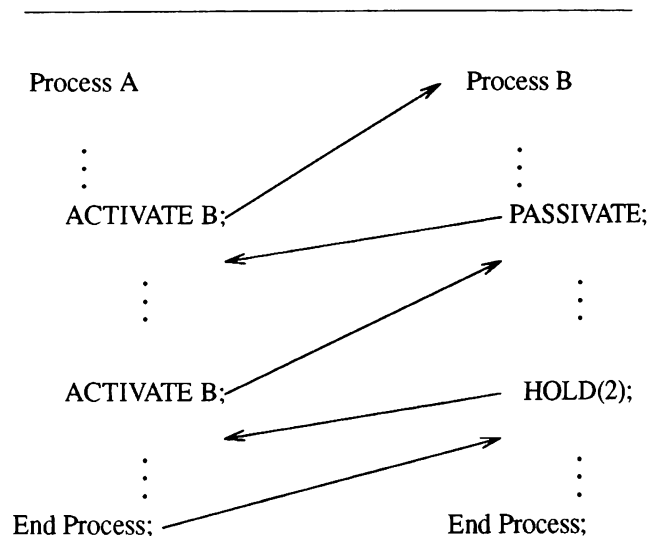 Process A Process B
ACTIVATE B; PASSIVATE;
ACTIVATE B; HOLD(2);
End Process; End Process;